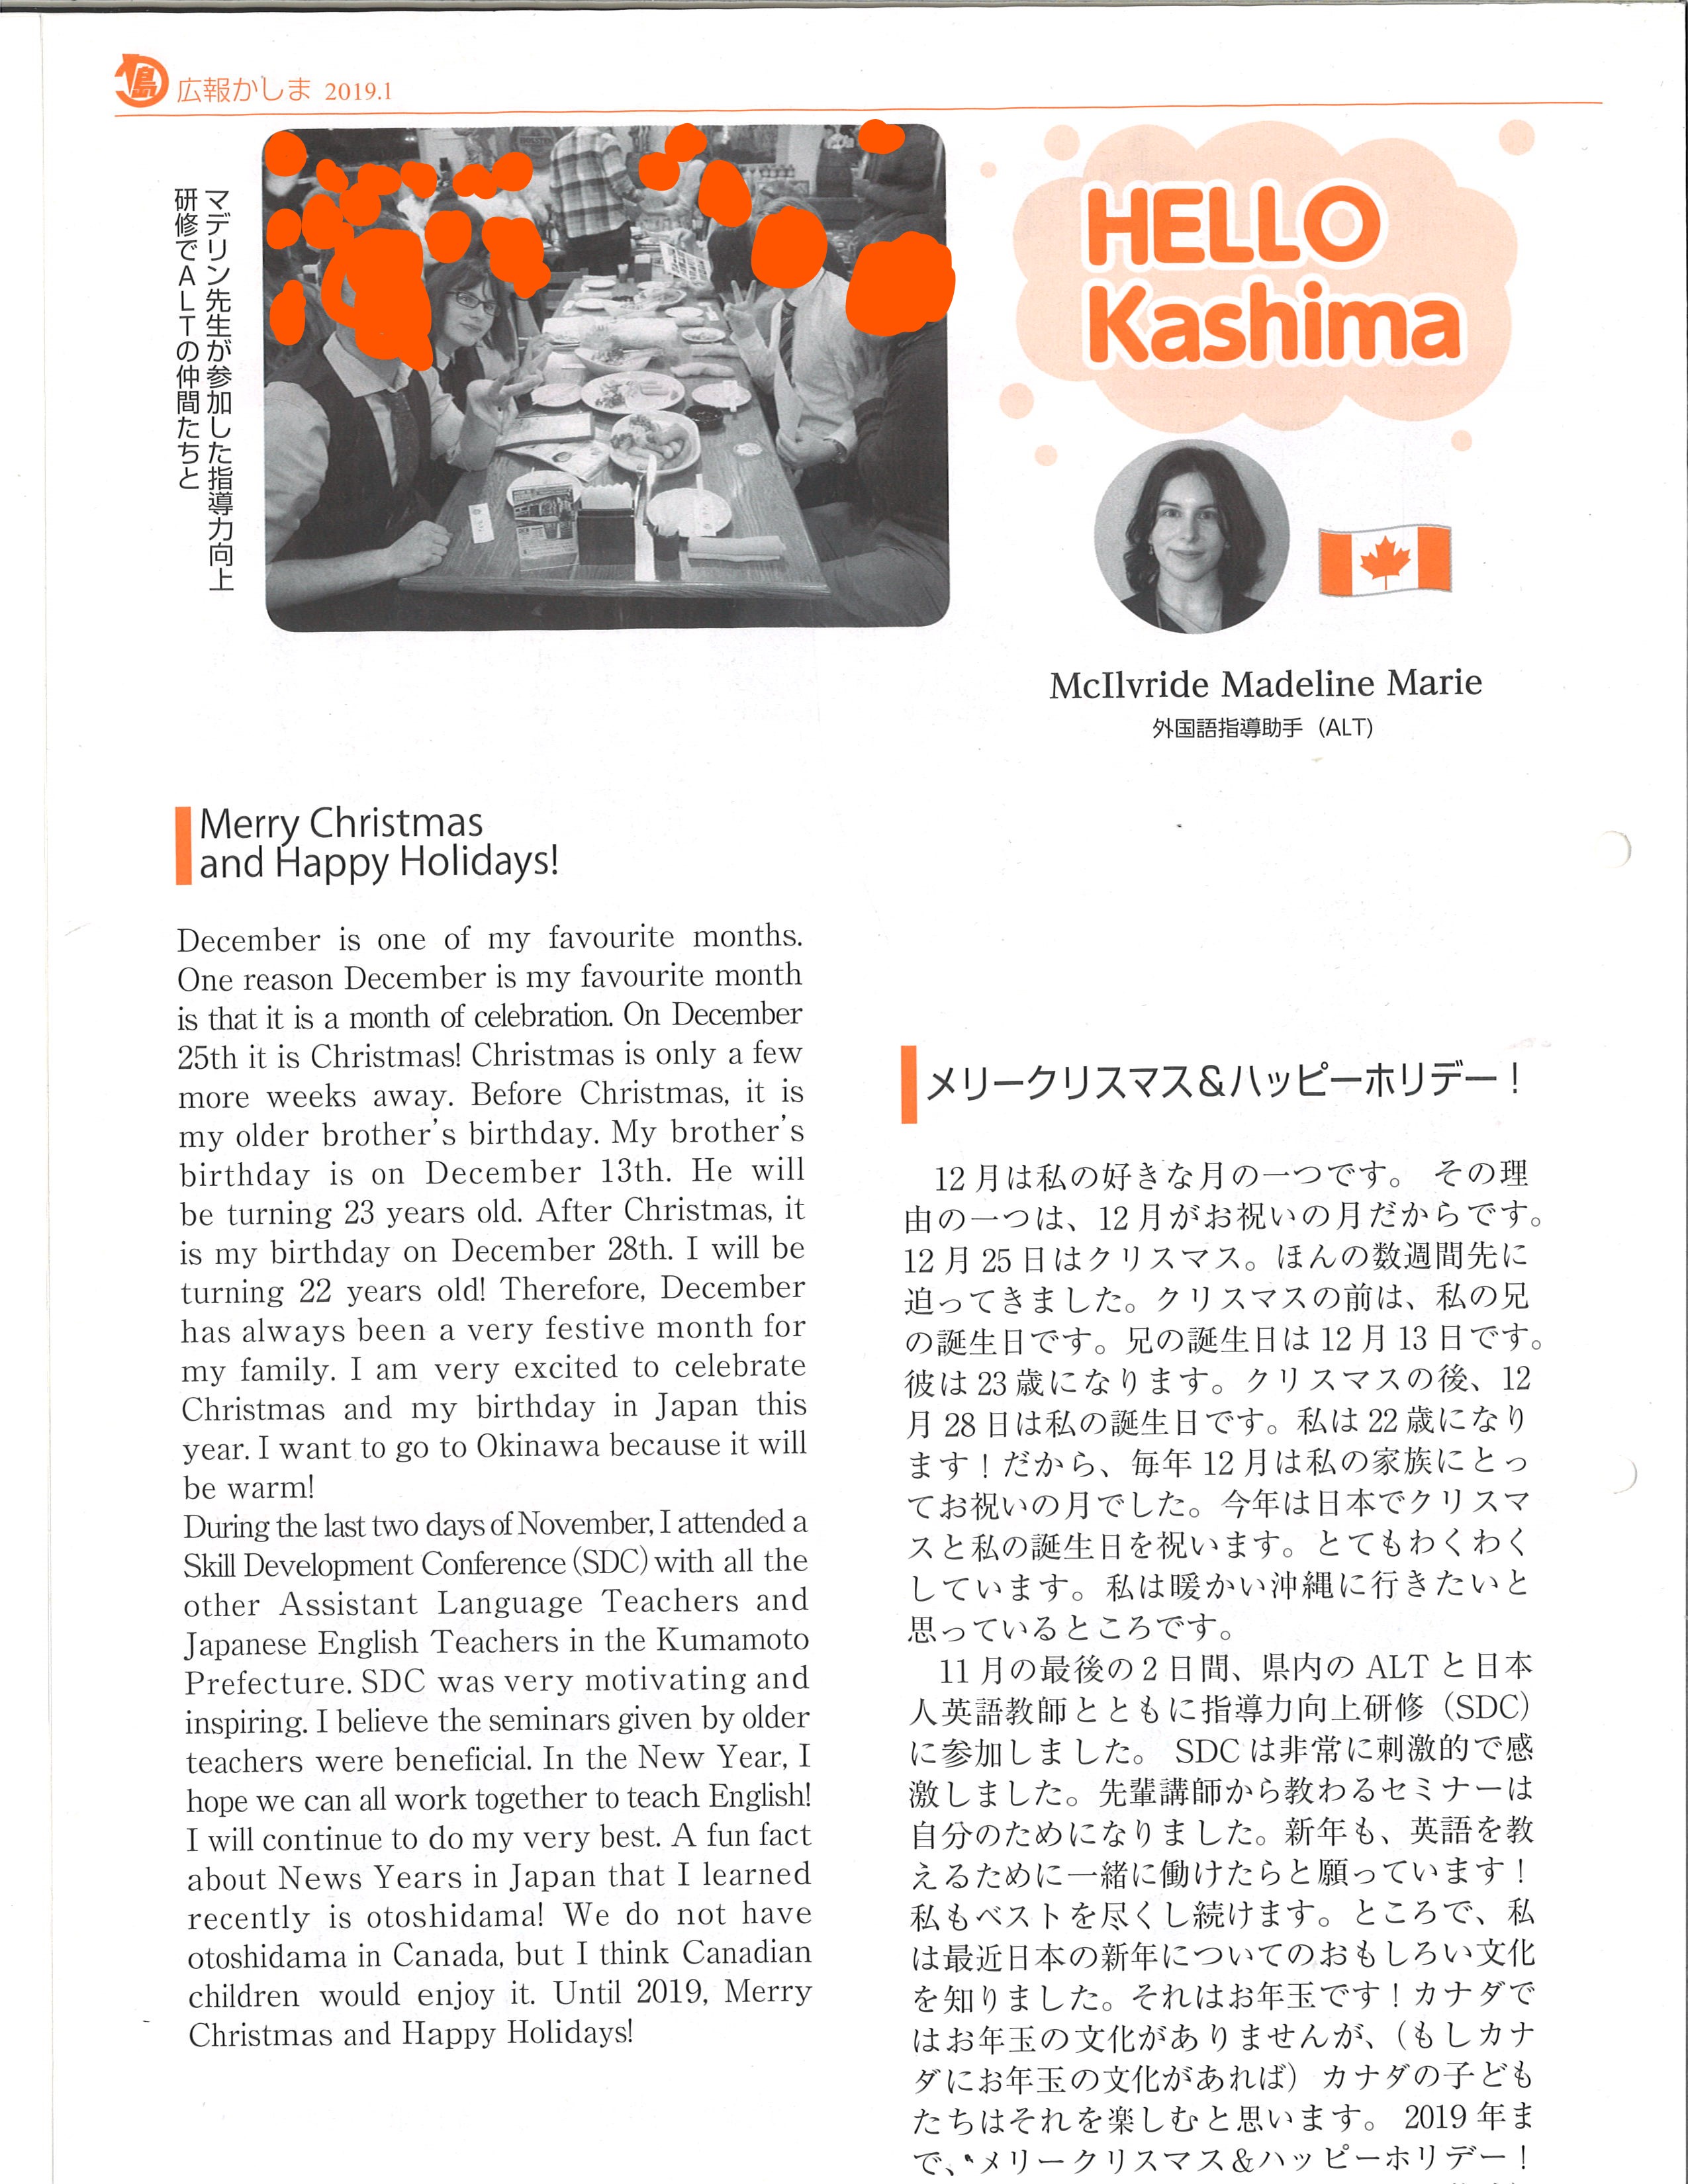 広報かしま 2019.1
マデリン先生が参加した指導力向上
研修でALTの仲間たちと
HELLO
Kashima
McIlvride Madeline Marie
外国語指導助手（ALT）
Merry Christmas
and Happy Holidays!
December is one of my favourite months.
One reason December is my favourite month
is that it is a month of celebration. On December
25th it is Christmas! Christmas is only a few
more weeks away. Before Christmas, it is
my older brother's birthday. My brother's
birthday is on December 13th. He will
be turning 23 years old. After Christmas, it
is my birthday on December 28th. I will be
turning 22 years old! Therefore, December
has always been a very festive month for
my family. I am very excited to celebrate
Christmas and my birthday in Japan this
year. I want to go to Okinawa because it will
be warm!
During the last two days of November, I attended a
Skill Development Conference (SDC) with all the
other Assistant Language Teachers and
Japanese English Teachers in the Kumamoto
Prefecture. SDC was very motivating and
inspiring. I believe the seminars given by older
teachers were beneficial. In the New Year, I
hope we can all work together to teach English!
I will continue to do my very best. A fun fact
about News Years in Japan that I learned
recently is otoshidama! We do not have
otoshidama in Canada, but I think Canadian
children would enjoy it. Until 2019, Merry
Christmas and Happy Holidays!
メリークリスマス＆ハッピーホリデー！
12月は私の好きな月の一つです。 その理
由の一つは、12月がお祝いの月だからです。
12月25日はクリスマス。ほんの数週間先に
迫ってきました。クリスマスの前は、私の兄
の誕生日です。兄の誕生日は12月13日です。
彼は23歳になります。クリスマスの後、12
月28日は私の誕生日です。私は22歳になり
ます！だから、毎年12月は私の家族にとっ
てお祝いの月でした。今年は日本でクリスマ
スと私の誕生日を祝います。とてもわくわく
しています。私は暖かい沖縄に行きたいと
思っているところです。
11月の最後の2日間、県内のALTと日本
人英語教師とともに指導力向上研修（SDC）
に参加しました。 SDCは非常に刺激的で感
激しました。先輩講師から教わるセミナーは
自分のためになりました。新年も、英語を教
えるために一緒に働けたらと願っています！
私もベストを尽くし続けます。ところで、私
は最近日本の新年についてのおもしろい文化
を知りました。それはお年玉です！カナダで
はお年玉の文化がありませんが、（もしカナ
ダにお年玉の文化があれば）カナダの子ども
たちはそれを楽しむと思います。 2019年ま
で、メリークリスマス＆ハッピーホリデー！